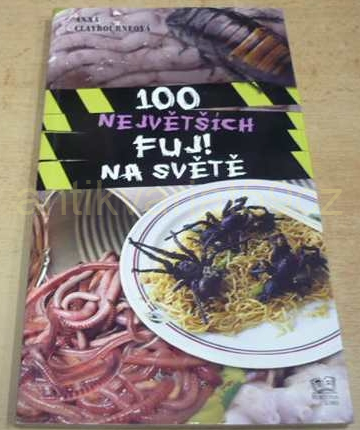 ANNA
CLAYBOURNEOVÁ
100
NEJVĚTŠÍCH
FUJ!
NA SVĚTĚ